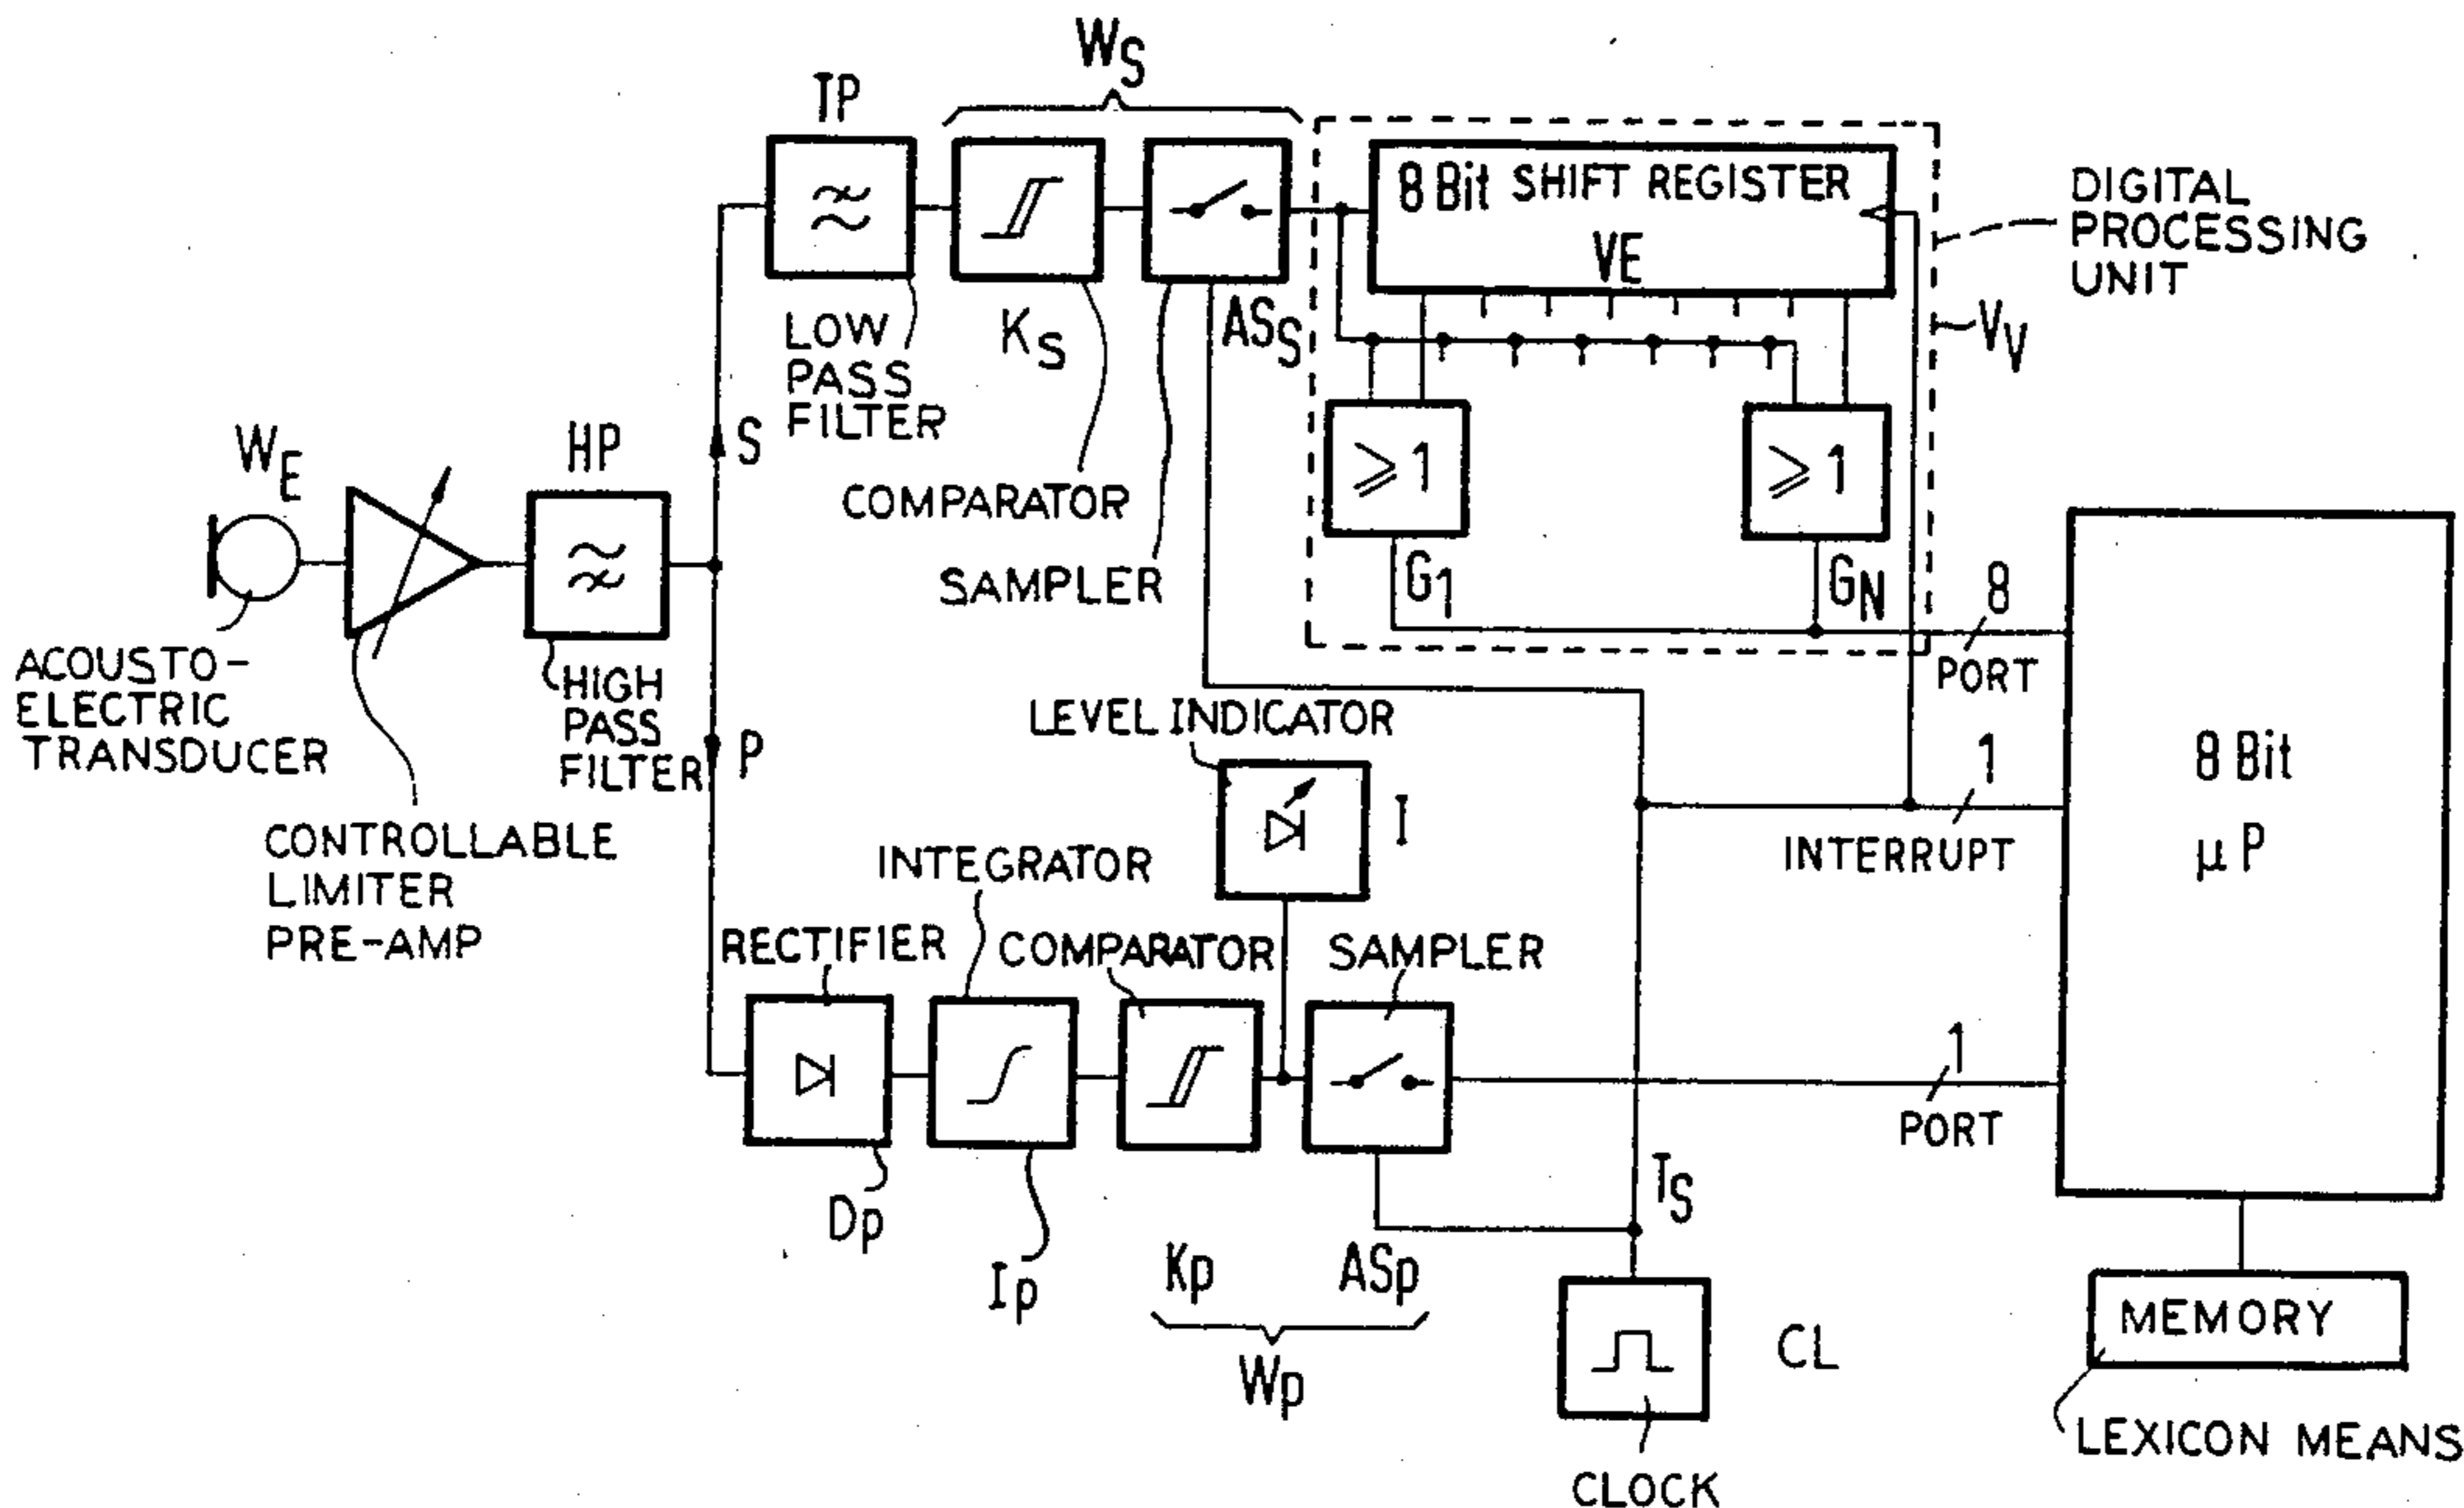 WS
TP
8 Bit SHIFT REGISTER
VE
DIGITAL
PROCESSING
UNIT
VV
LOW
PASS
FILTER
KS
ASS
S
COMPARATOR
SAMPLER
≥1
≥1
G1
GN
WE
HP
ACOUSTO-
ELECTRIC
TRANSDUCER
HIGH
PASS
FILTER
P
CONTROLLABLE
LIMITER
PRE-AMP
8
PORT
LEVEL INDICATOR
I
1
INTERRUPT
8 Bit
µP
INTEGRATOR
RECTIFIER
COMPARATOR
SAMPLER
1
PORT
Dp
Ip
Kp
ASp
Wp
TS
CL
CLOCK
MEMORY
LEXICON MEANS